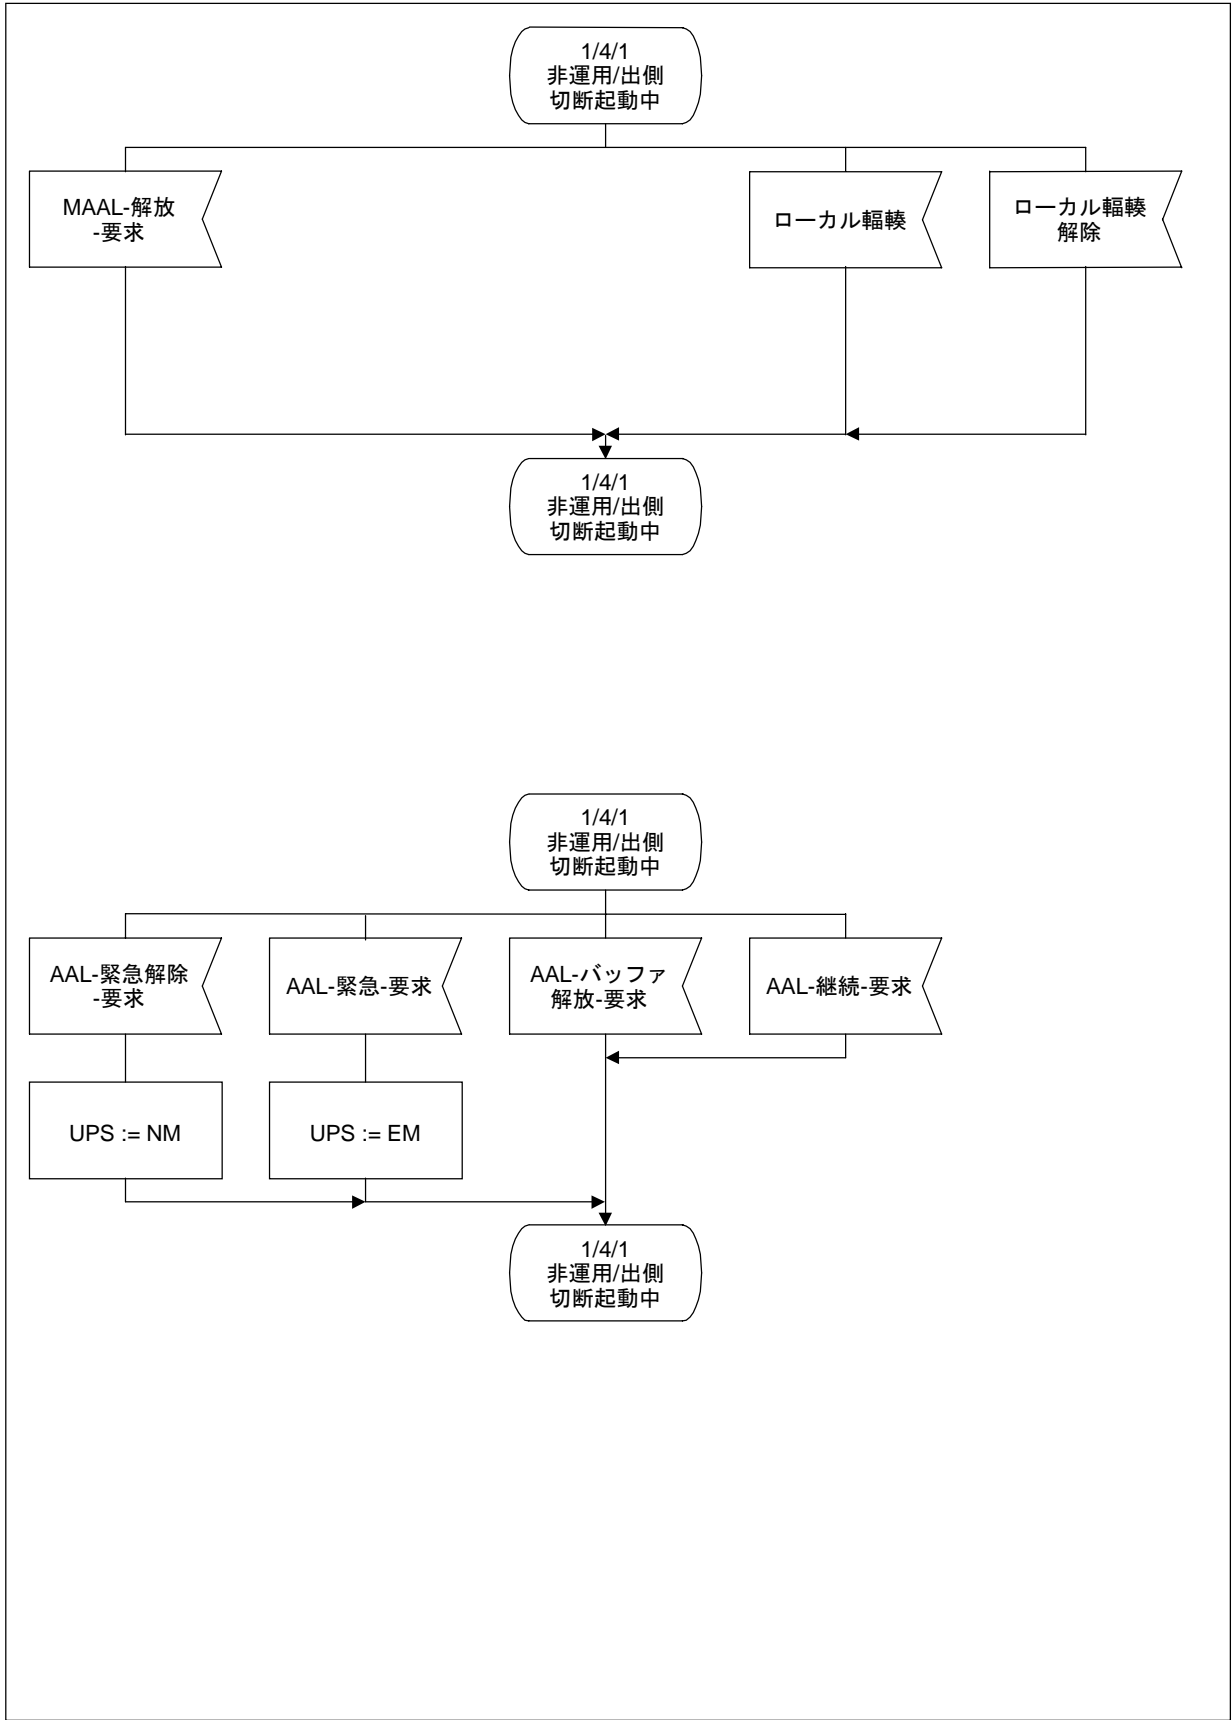 1/4/1
非運用/出側
切断起動中
MAAL-解放
-要求
ローカル輻輳
ローカル輻輳
解除
1/4/1
非運用/出側
切断起動中
1/4/1
非運用/出側
切断起動中
AAL-緊急解除
-要求
AAL-緊急-要求
AAL-バッファ
解放-要求
AAL-継続-要求
UPS := NM
UPS := EM
1/4/1
非運用/出側
切断起動中